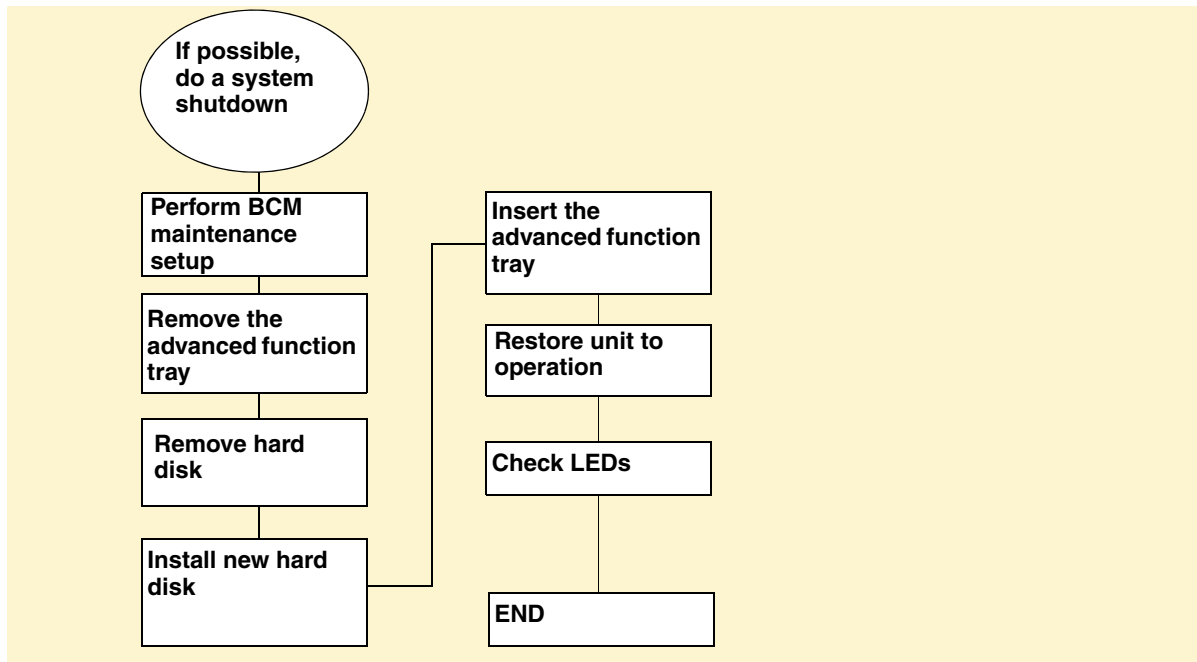 If possible,
do a system
shutdown
Perform BCM
maintenance
setup
Remove the
advanced function
tray
Remove hard
disk
Install new hard
disk
Insert the
advanced function
tray
Restore unit to
operation
Check LEDs
END